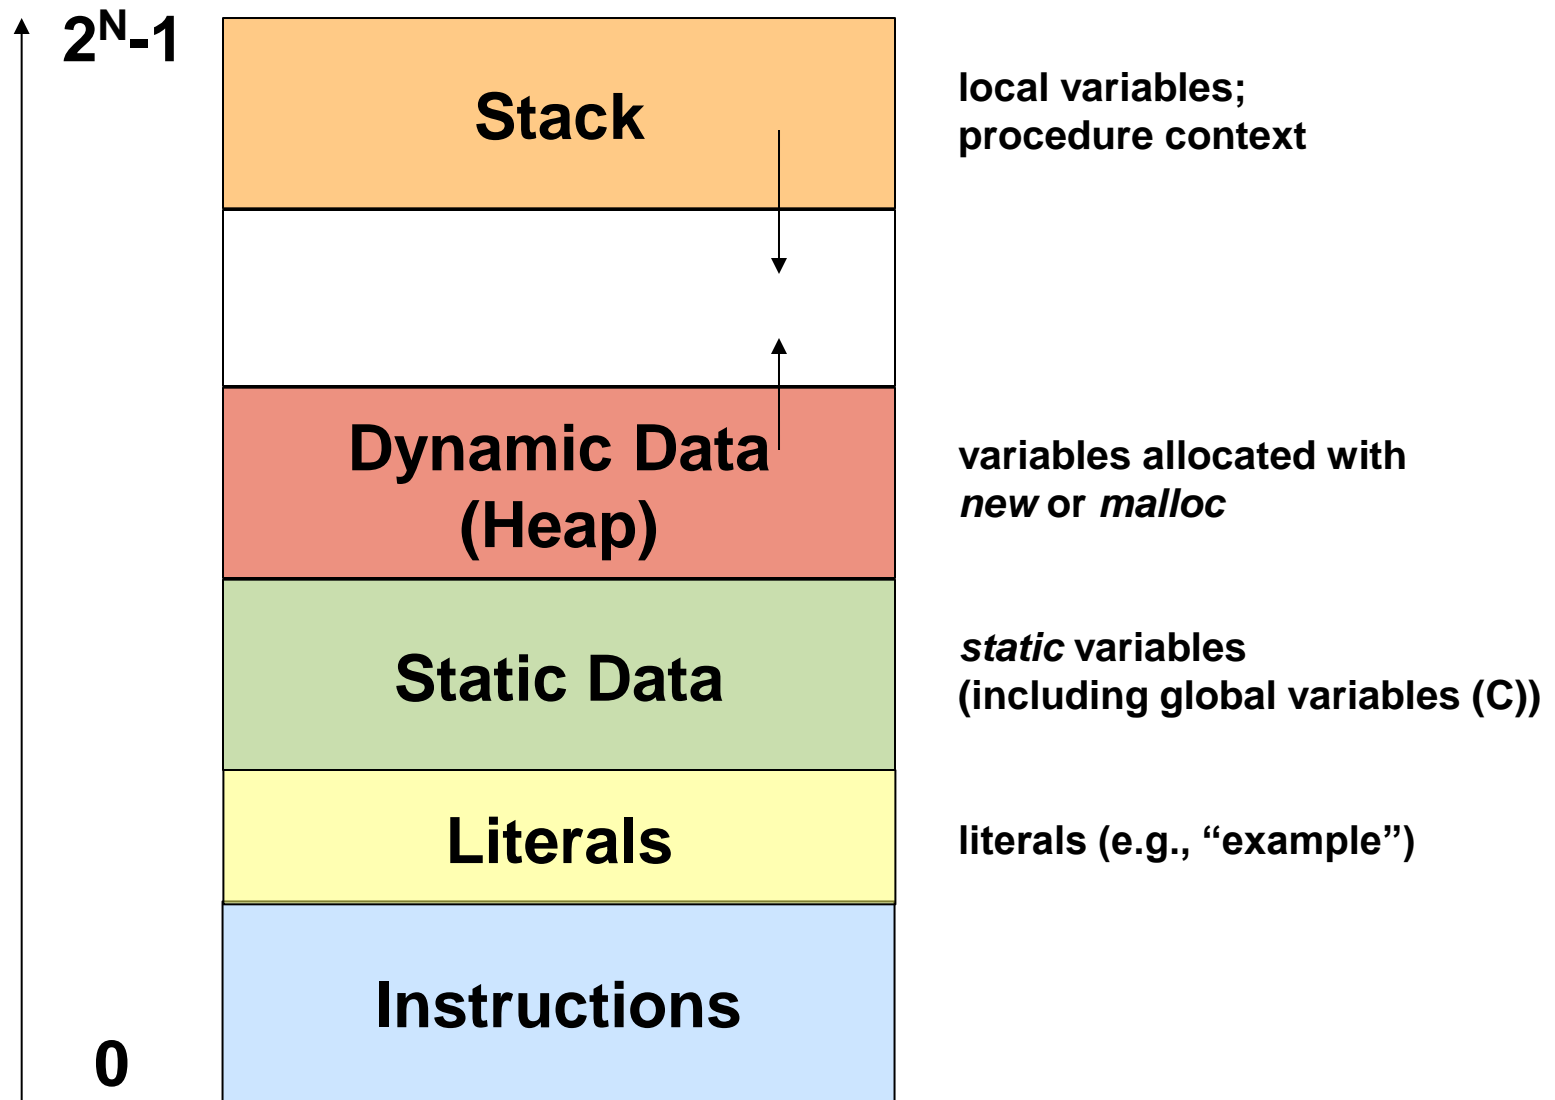 2ᴺ-1
Stack
local variables;
procedure context
Dynamic Data
(Heap)
variables allocated with
new or malloc
Static Data
static variables
(including global variables (C))
Literals
literals (e.g., “example”)
Instructions
0